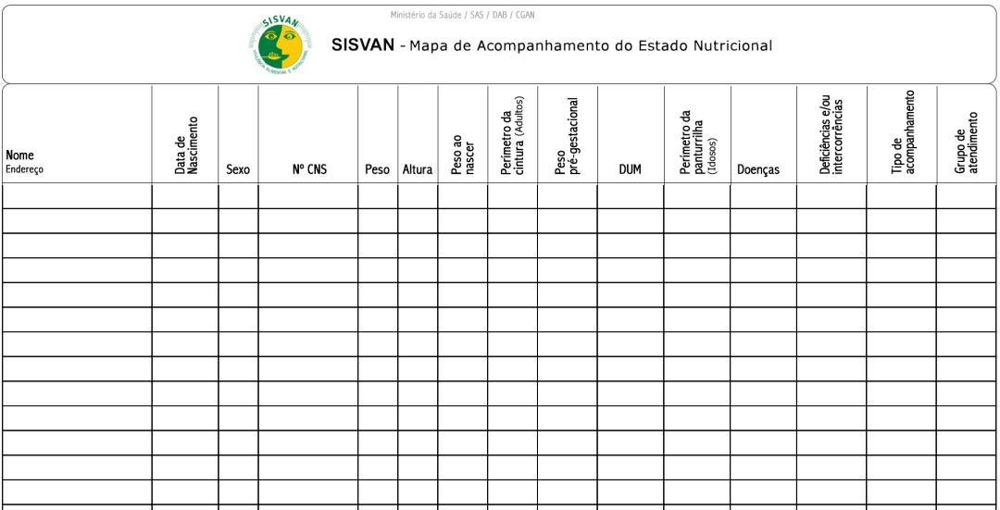 Ministério da Saúde / SAS / DAB / CGAN
SISVAN
VIGILÂNCIA ALIMENTAR E NUTRICIONAL
SISVAN - Mapa de Acompanhamento do Estado Nutricional
Nome
Endereço
Data de
Nascimento
Sexo
Nº CNS
Peso
Altura
Peso ao
nascer
Perímetro da
cintura (Adultos)
Peso
pré-gestacional
DUM
Perímetro da
panturrilha
(Idosos)
Doenças
Deficiências e/ou
intercorrências
Tipo de
acompanhamento
Grupo de
atendimento